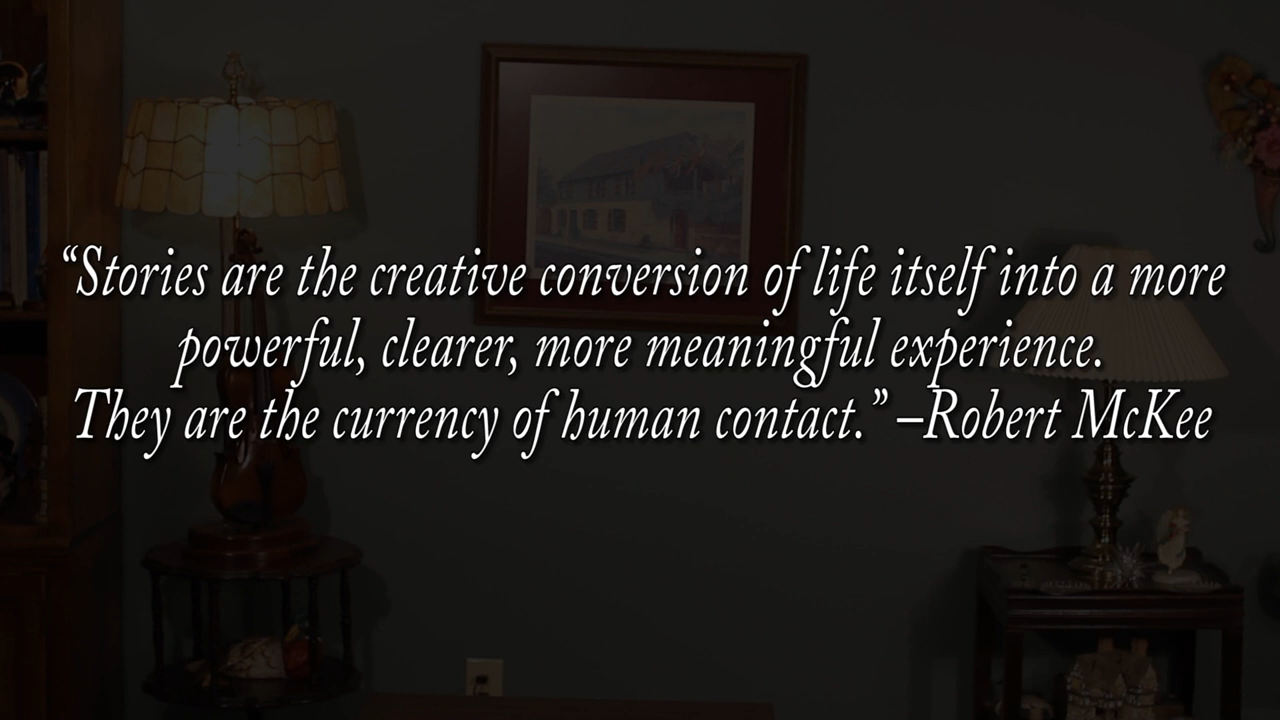 “Stories are the creative conversion of life itself into a more
powerful, clearer, more meaningful experience.
They are the currency of human contact.” –Robert McKee